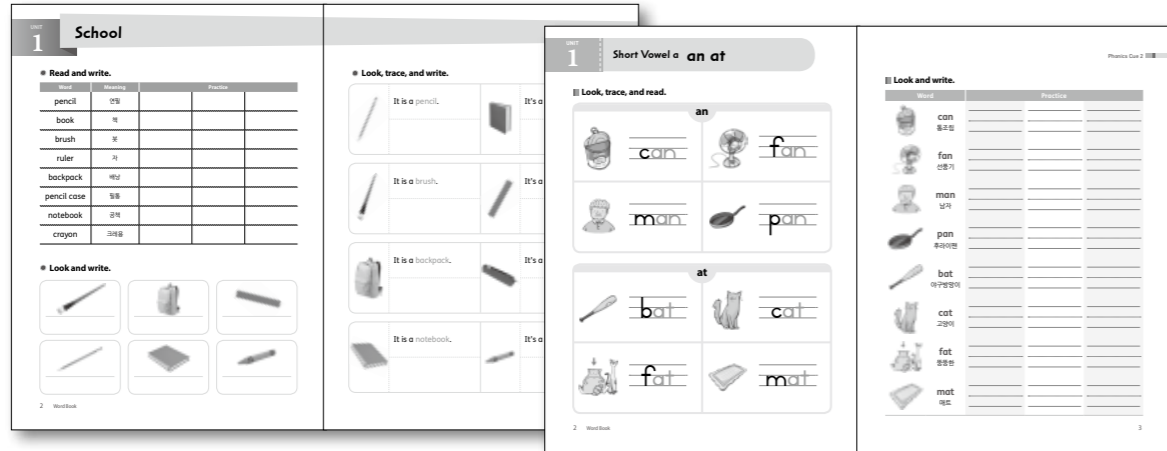 UNIT
1
School
Read and write.
Word Meaning Practice
pencil 연필
book 책
brush 붓
ruler 자
backpack 배낭
pencil case 필통
notebook 공책
crayon 크레용
Look and write.
2 Word Book
Look, trace, and write.
It is a pencil. It's a
It is a brush. It's a
It is a backpack. It's a
It is a notebook. It's a
UNIT
1
Short Vowel a an at
Look, trace, and read.
an
can fan
man pan
at
bat cat
fat mat
2 Word Book
Phonics Cue 2
Look and write.
Word Practice
can
통조림
fan
선풍기
man
남자
pan
후라이팬
bat
야구방망이
cat
고양이
fat
뚱뚱한
mat
매트
3